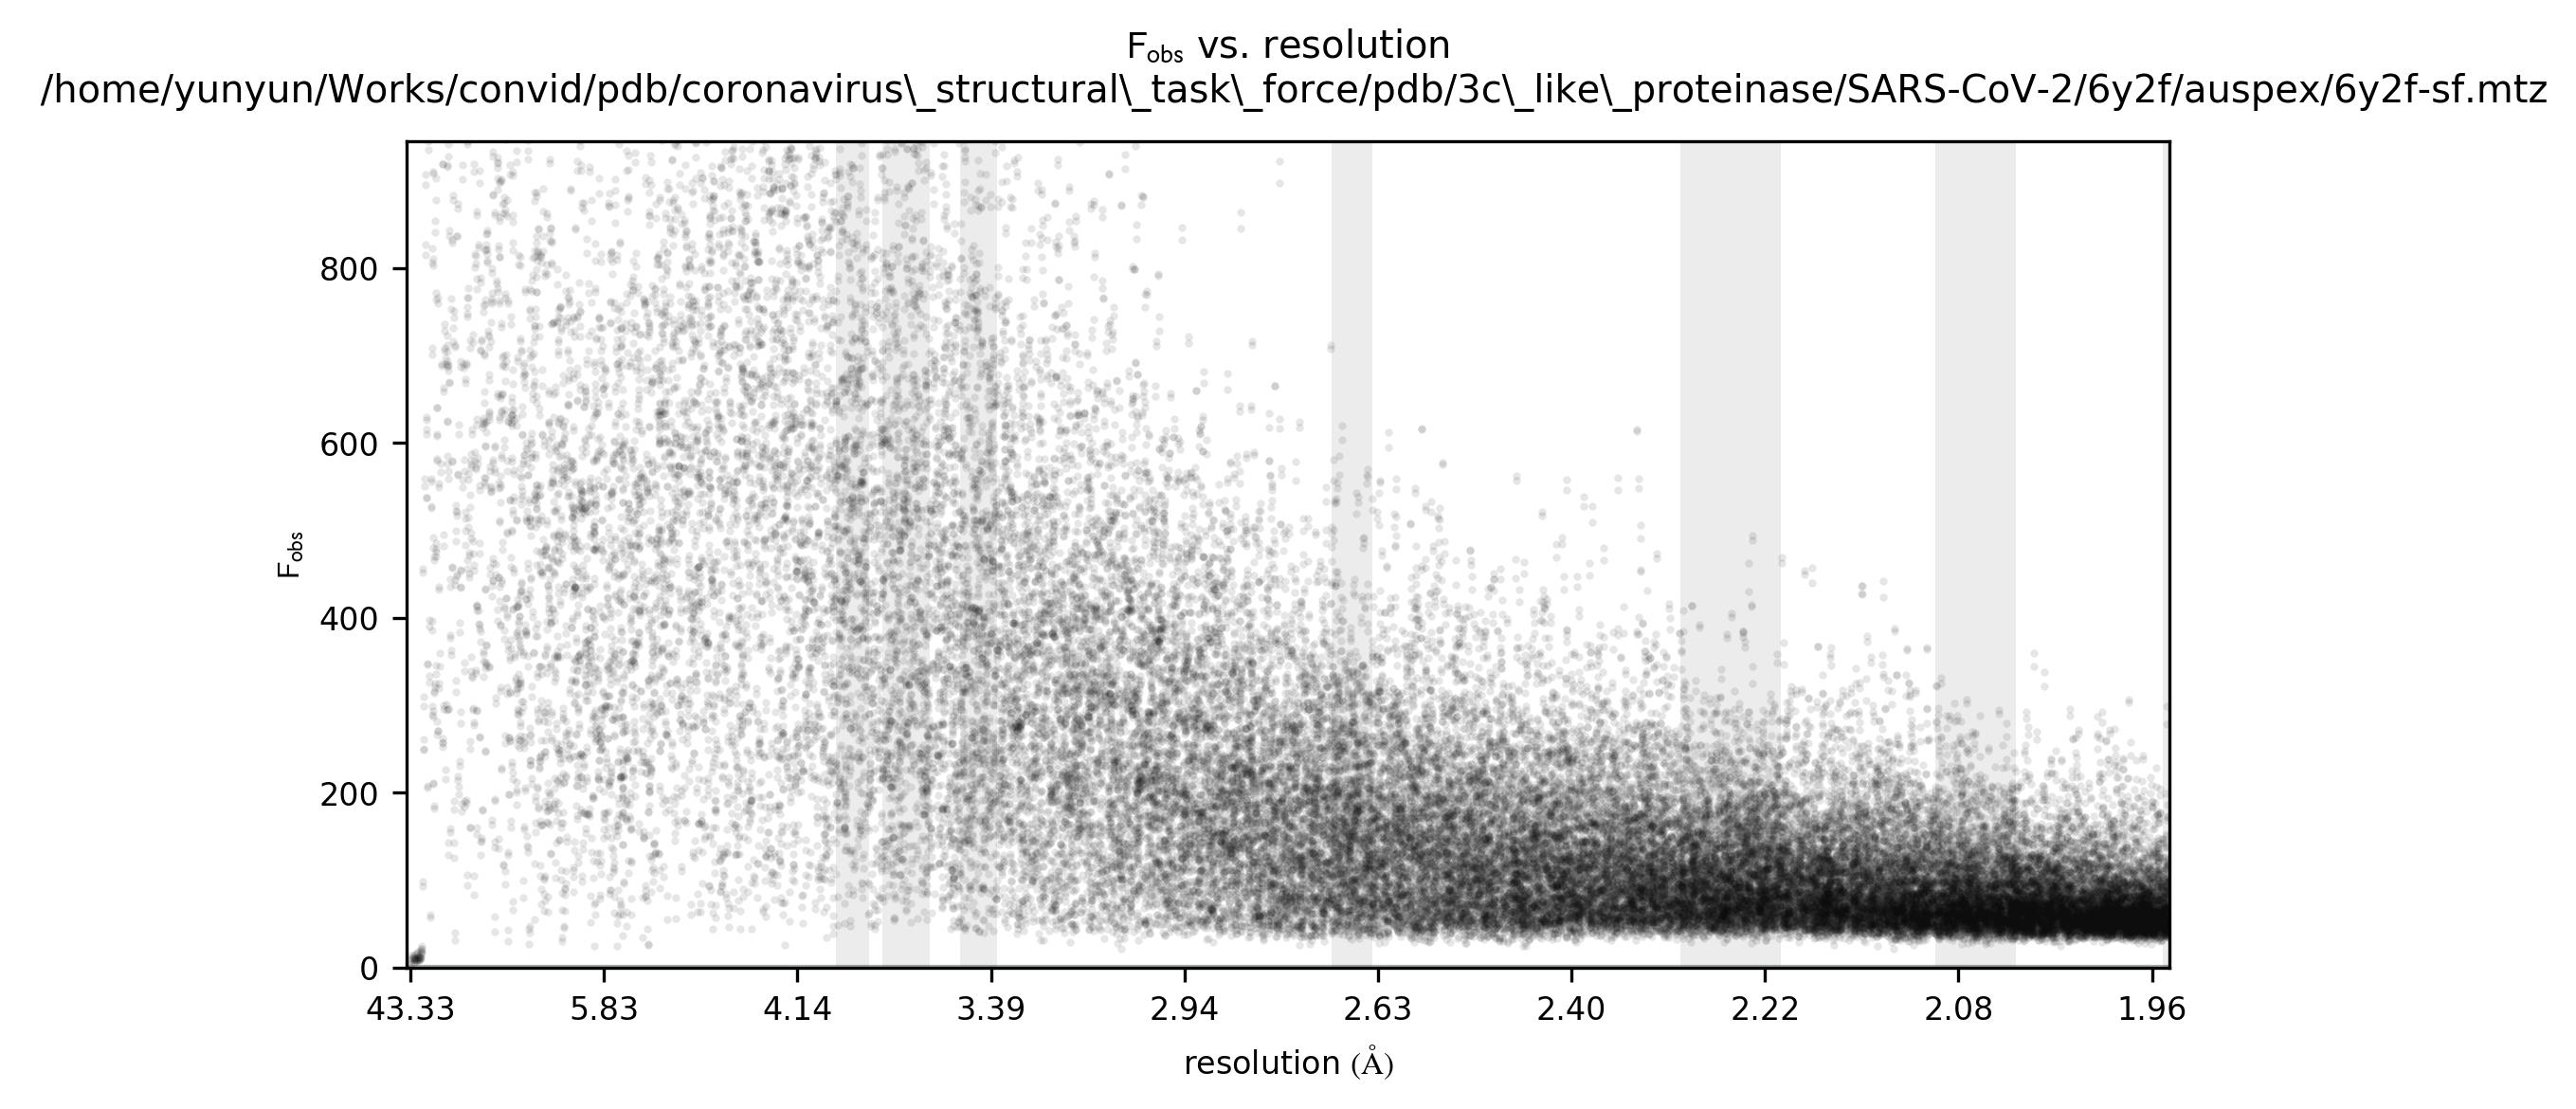 Fobs vs. resolution
/home/yunyun/Works/convid/pdb/coronavirus\_structural\_task\_force/pdb/3c\_like\_proteinase/SARS-CoV-2/6y2f/auspex/6y2f-sf.mtz
800
600
Fobs
400
200
0
43.33 5.83 4.14 3.39 2.94 2.63 2.40 2.22 2.08 1.96
resolution (Å)